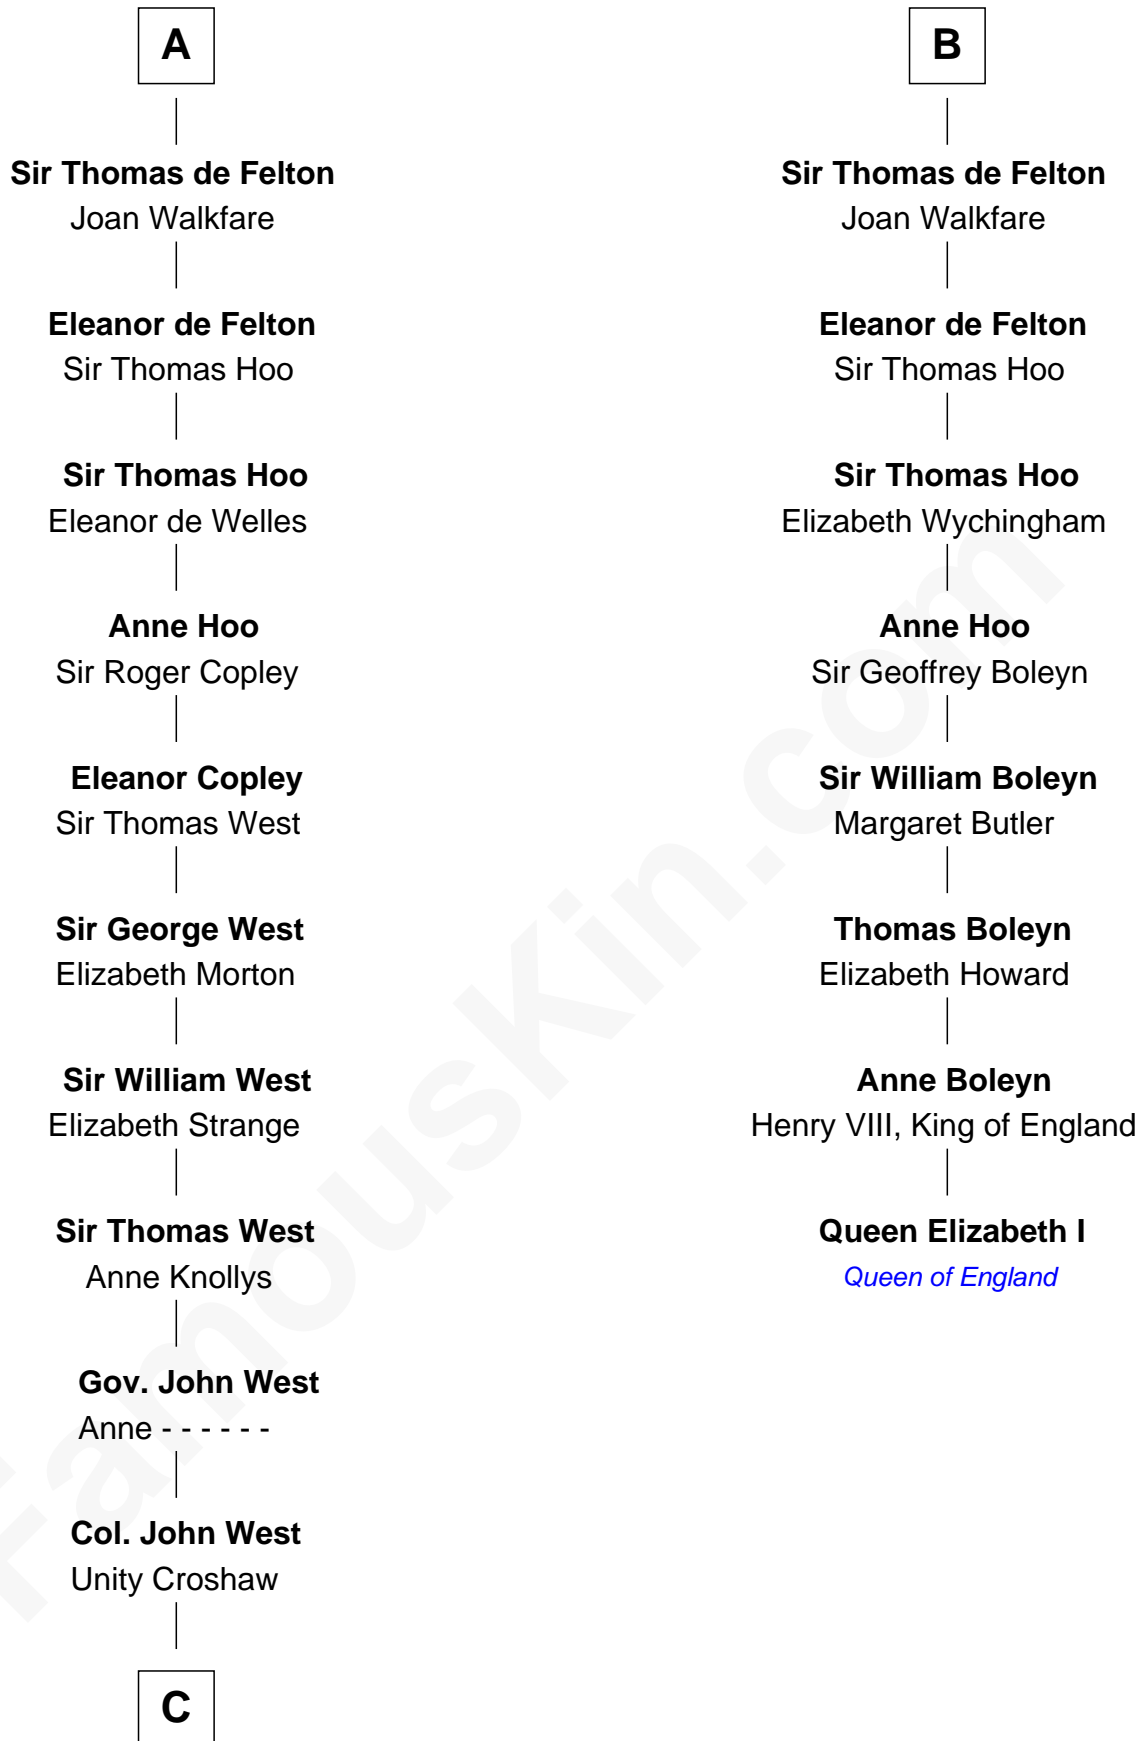 A
Sir Thomas de Felton
Joan Walkfare
Eleanor de Felton
Sir Thomas Hoo
Sir Thomas Hoo
Eleanor de Welles
Anne Hoo
Sir Roger Copley
Eleanor Copley
Sir Thomas West
Sir George West
Elizabeth Morton
Sir William West
Elizabeth Strange
Sir Thomas West
Anne Knollys
Gov. John West
Anne - - - - - -
Col. John West
Unity Croshaw
C
B
Sir Thomas de Felton
Joan Walkfare
Eleanor de Felton
Sir Thomas Hoo
Sir Thomas Hoo
Elizabeth Wychingham
Anne Hoo
Sir Geoffrey Boleyn
Sir William Boleyn
Margaret Butler
Thomas Boleyn
Elizabeth Howard
Anne Boleyn
Henry VIII, King of England
Queen Elizabeth I
Queen of England
FamousKin.com